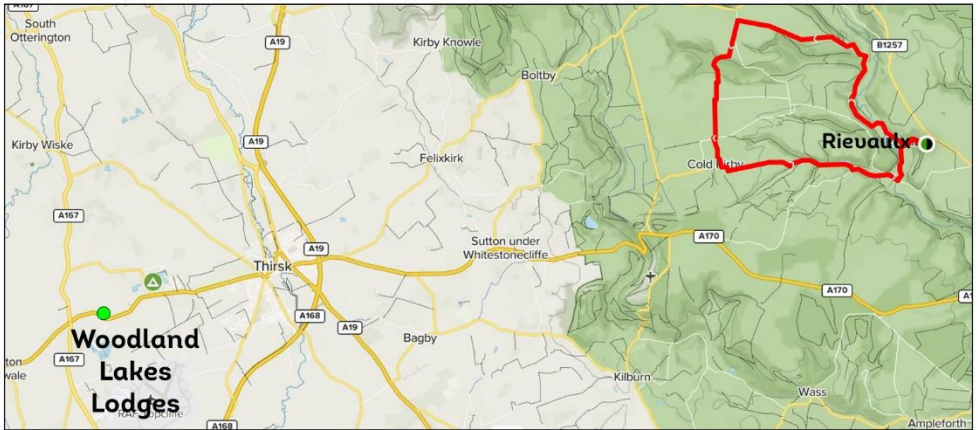 South
Otterington
A167
A19
Kirby Knowle
B1257
Boltby
Kirby Wiske
A19
Felixkirk
Rievaulx
Cold Kirby
A167
A19
Sutton under
Whitestonecliffe
A170
Thirsk
A170
A168
A19
Woodland
Lakes
Lodges
A167
Bagby
Kilburn
Wass
A168
Ampleforth